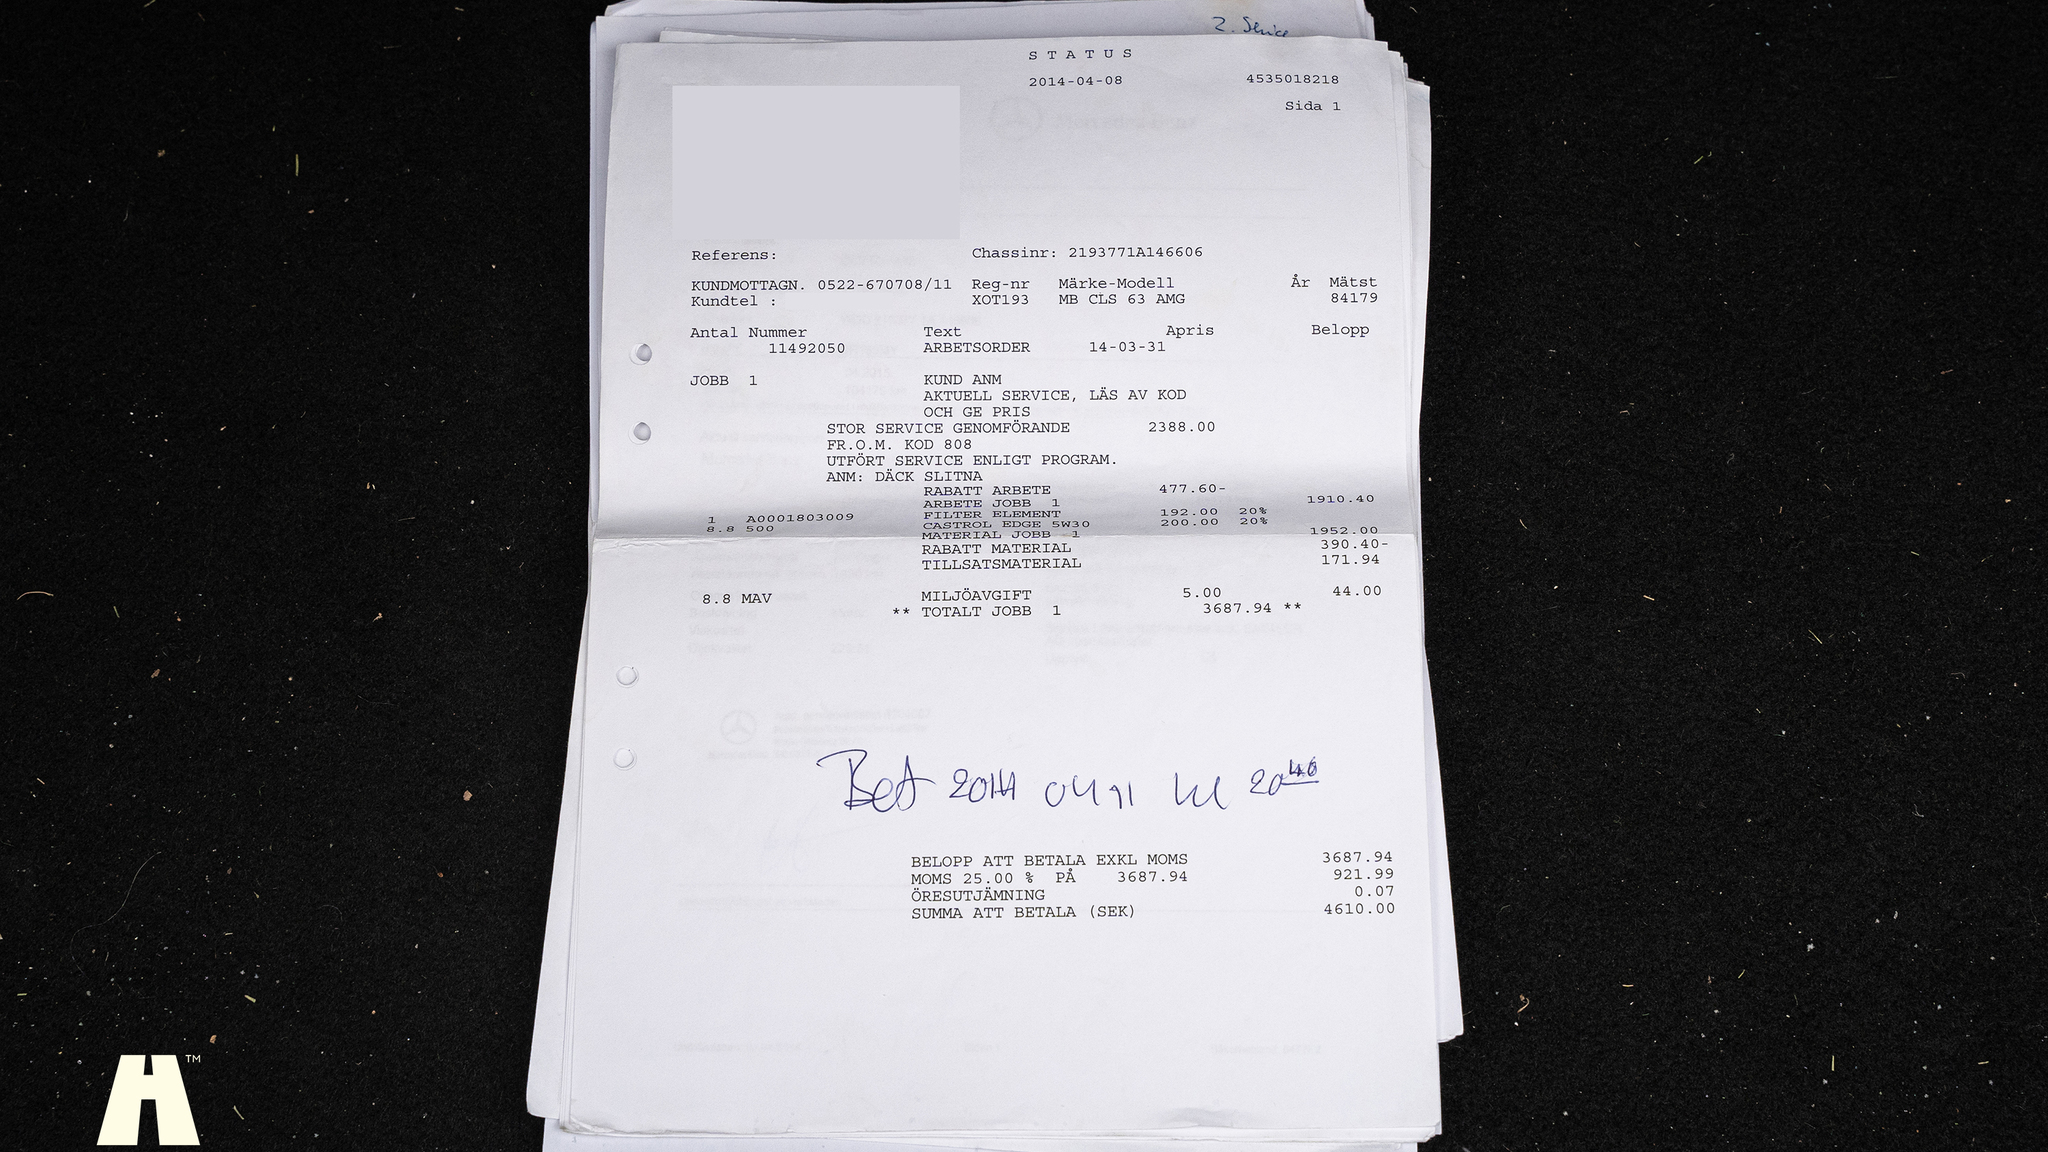 STATUS
2014-04-08 4535018218
Sida 1
Referens: Chassinr: 2193771A146606
KUNDMOTTAGN. 0522-670708/11 Reg-nr Märke-Modell År Mätst
Kundtel : XOT193 MB CLS 63 AMG 84179
Antal Nummer Text Apris Belopp
11492050 ARBETSORDER 14-03-31
JOBB 1 KUND ANM
AKTUELL SERVICE, LÄS AV KOD
OCH GE PRIS
STOR SERVICE GENOMFÖRANDE 2388.00
FR.O.M. KOD 808
UTFÖRT SERVICE ENLIGT PROGRAM.
ANM: DÄCK SLITNA
RABATT ARBETE 477.60-
ARBETE JOBB 1 1910.40
1 A0001803009 FILTER ELEMENT 192.00 20%
8.8 500 CASTROL EDGE 5W30 200.00 20%
MATERIAL JOBB 1 1952.00
RABATT MATERIAL 390.40-
TILLSATSMATERIAL 171.94
8.8 MAV MILJÖAVGIFT 5.00 44.00
** TOTALT JOBB 1 3687.94 **
Bet 2014 04 kl 20 40
BELOPP ATT BETALA EXKL MOMS 3687.94
MOMS 25.00 % PÅ 3687.94 921.99
ÖRESUTJÄMNING 0.07
SUMMA ATT BETALA (SEK) 4610.00
TM